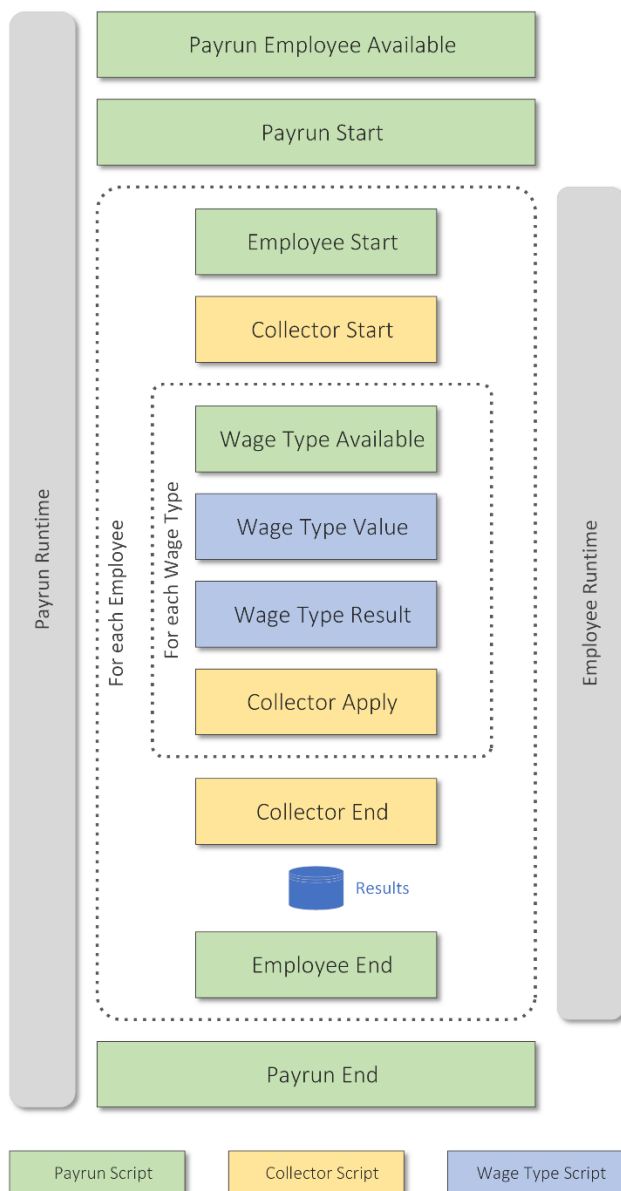 Payrun Employee Available
Payrun Start
Employee Start
Collector Start
Wage Type Available
Wage Type Value
Wage Type Result
Collector Apply
Collector End
Results
Employee End
Payrun End
Payrun Runtime
For each Employee
For each Wage Type
Employee Runtime
Payrun Script
Collector Script
Wage Type Script